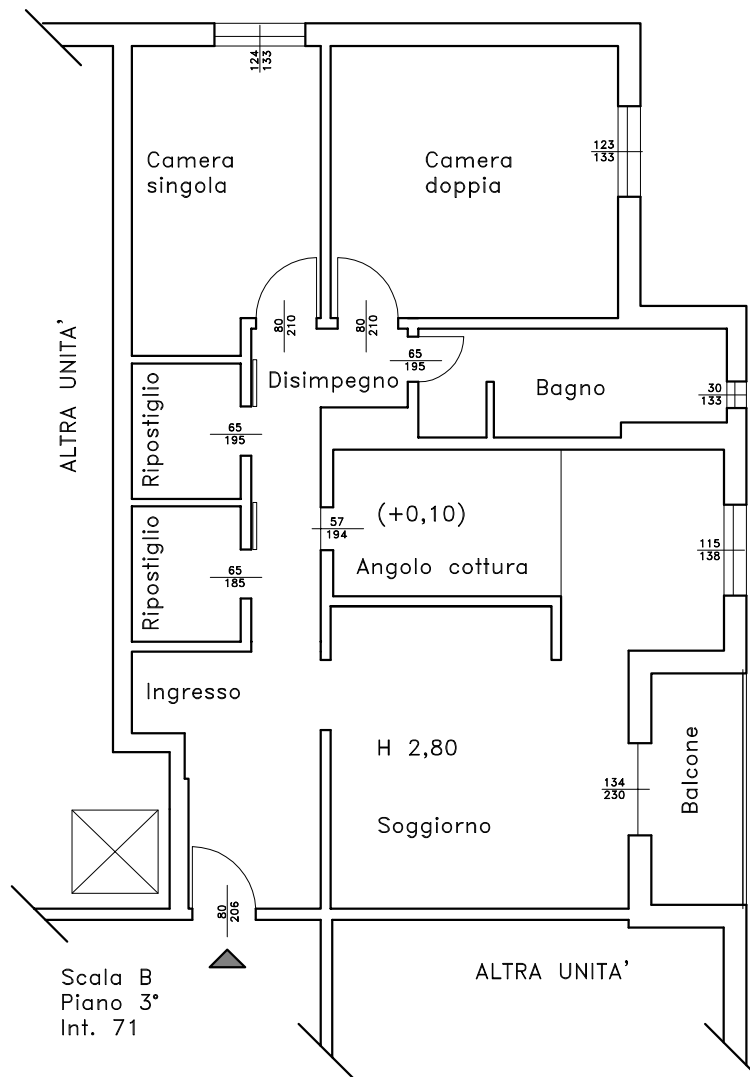 124
133
Camera
singola
Camera
doppia
123
133
ALTRA UNITA'
80
210
80
210
65
195
Disimpegno
Bagno
30
133
Ripostiglio
65
195
(+0,10)
57
194
Angolo cottura
115
138
Ripostiglio
65
185
Ingresso
H 2,80
134
230
Balcone
Soggiorno
80
206
Scala B
Piano 3°
Int. 71
ALTRA UNITA'